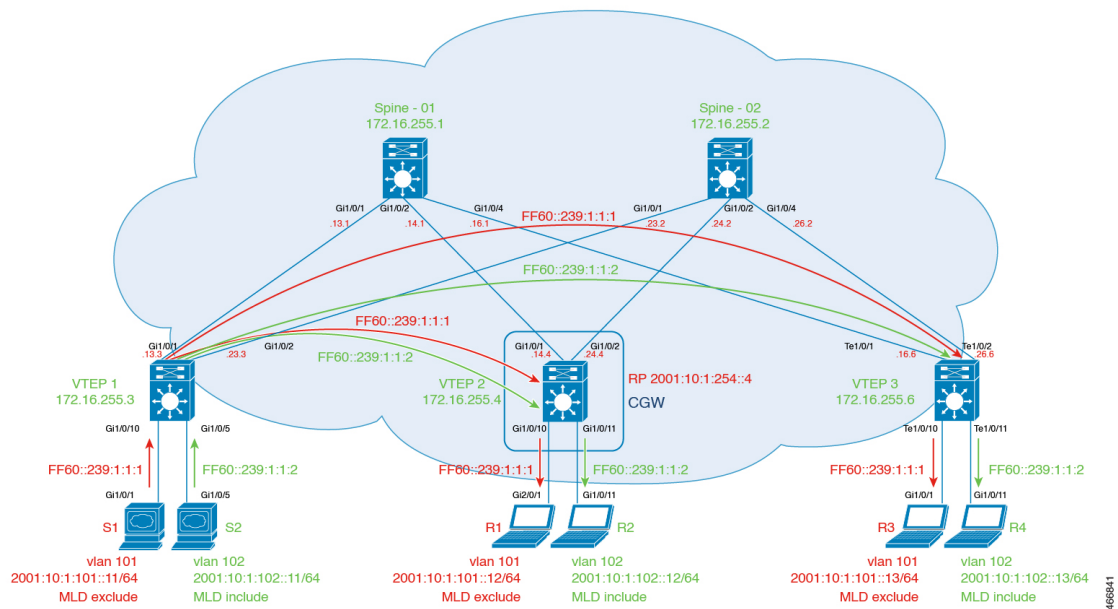 Spine - 01
172.16.255.1
Spine - 02
172.16.255.2
Gi1/0/1
Gi1/0/2
Gi1/0/4
Gi1/0/1
Gi1/0/2
Gi1/0/4
.13.1
.14.1
.16.1
FF60::239:1:1:1
.23.2
.24.2
.26.2
FF60::239:1:1:2
FF60::239:1:1:1
FF60::239:1:1:2
Gi1/0/1
.13.3
.23.3
Gi1/0/2
Gi1/0/1
.14.4
.24.4
Gi1/0/2
Te1/0/1
.16.6
Te1/0/2
.26.6
VTEP 1
172.16.255.3
VTEP 2
172.16.255.4
RP 2001:10:1:254::4
CGW
VTEP 3
172.16.255.6
Gi1/0/10
Gi1/0/5
Gi1/0/10
Gi1/0/11
Te1/0/10
Te1/0/11
FF60::239:1:1:1
FF60::239:1:1:2
FF60::239:1:1:1
FF60::239:1:1:2
FF60::239:1:1:1
FF60::239:1:1:2
Gi1/0/1
Gi1/0/5
Gi2/0/1
Gi1/0/11
Gi1/0/1
Gi1/0/11
S1
S2
R1
R2
R3
R4
vlan 101
2001:10:1:101::11/64
MLD exclude
vlan 102
2001:10:1:102::11/64
MLD include
vlan 101
2001:10:1:101::12/64
MLD exclude
vlan 102
2001:10:1:102::12/64
MLD include
vlan 101
2001:10:1:101::13/64
MLD exclude
vlan 102
2001:10:1:102::13/64
MLD include
466841